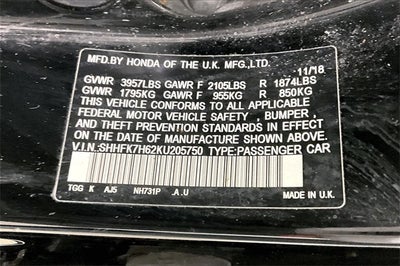 MFD.BY HONDA OF THE U.K. MFG.,LTD.
11/18
GVWR 3957LBS GAWR F 2105LBS R 1874LBS
GVWR 1795KG GAWR F 955KG R 850KG
THIS VEHICLE CONFORMS TO ALL APPLICABLE
FEDERAL MOTOR VEHICLE SAFETY , BUMPER ,
AND THEFT PREVENTION STANDARDS IN EFFECT
ON THE DATE OF MANUFACTURE SHOWN ABOVE.
V.I.N.:SHHFK7H62KU205750 TYPE:PASSENGER CAR
TGG K AJ5 NH731P .A .U
MADE IN U.K.